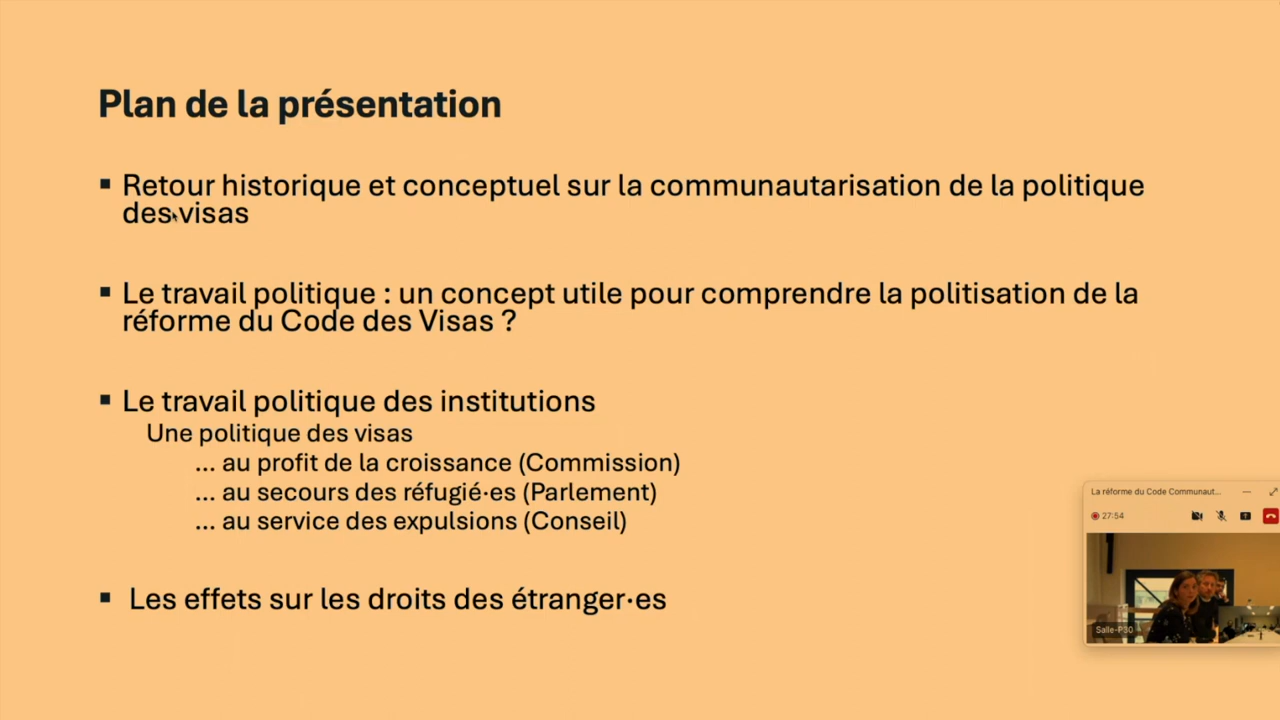 Plan de la présentation
▪ Retour historique et conceptuel sur la communautarisation de la politique
des visas
▪ Le travail politique : un concept utile pour comprendre la politisation de la
réforme du Code des Visas ?
▪ Le travail politique des institutions
Une politique des visas
... au profit de la croissance (Commission)
... au secours des réfugié·es (Parlement)
... au service des expulsions (Conseil)
▪ Les effets sur les droits des étranger·es
La réforme du Code Communaut...
27:54
Salle-P30